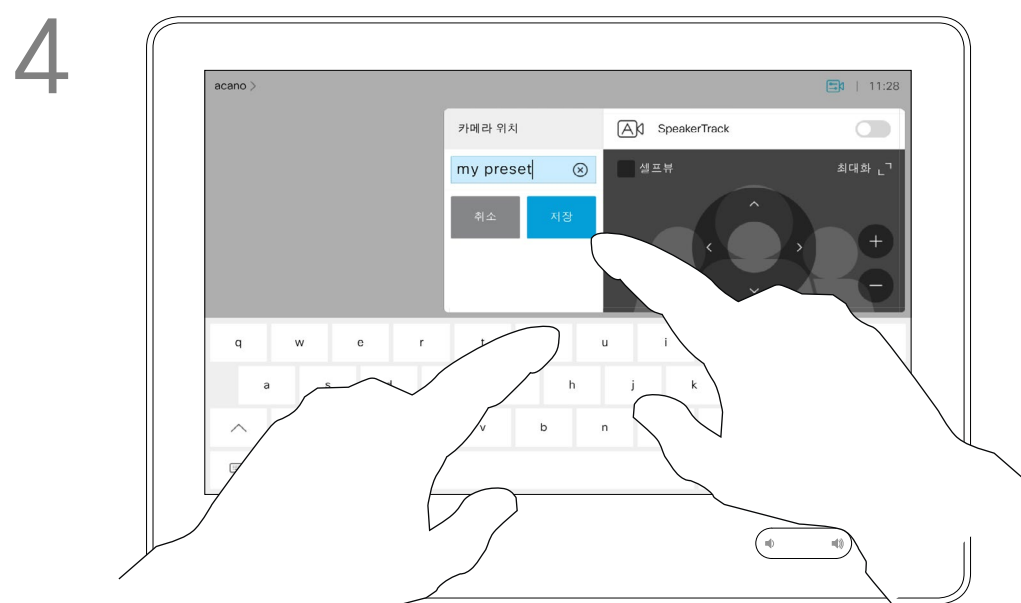 4
acano >
| 11:28
카메라 위치
A SpeakerTrack
my preset
셀프뷰
최대화
취소
저장
+
−
q w e r t u i
a s d h j k
v b n